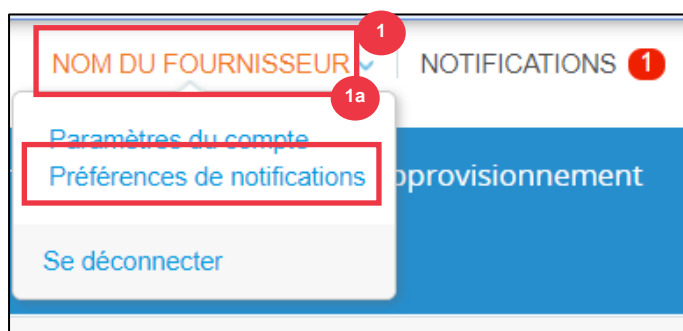 1
NOM DU FOURNISSEUR NOTIFICATIONS 1
1a
Paramètres du compte
Préférences de notifications pprovisionnement
Se déconnecter